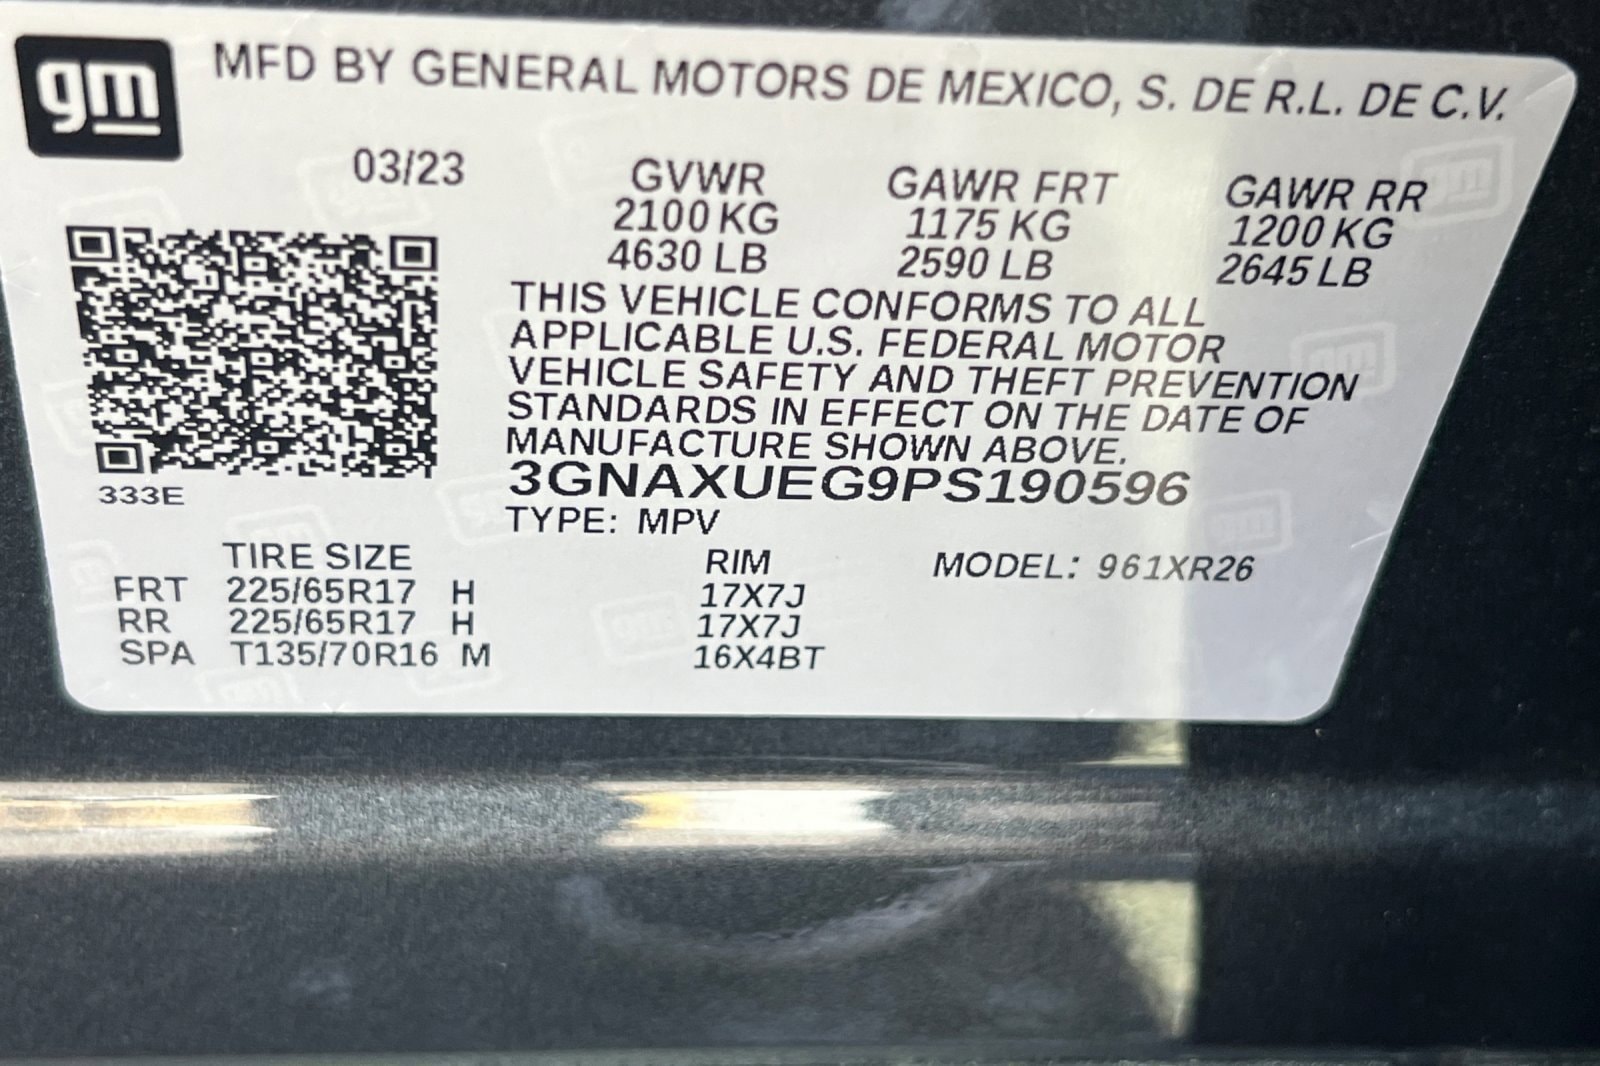 gm
MFD BY GENERAL MOTORS DE MEXICO, S. DE R.L. DE C.V.
03/23
GVWR GAWR FRT GAWR RR
2100 KG 1175 KG 1200 KG
4630 LB 2590 LB 2645 LB
THIS VEHICLE CONFORMS TO ALL
APPLICABLE U.S. FEDERAL MOTOR
VEHICLE SAFETY AND THEFT PREVENTION
STANDARDS IN EFFECT ON THE DATE OF
MANUFACTURE SHOWN ABOVE.
3GNAXUEG9PS190596
333E
TYPE: MPV
TIRE SIZE RIM MODEL: 961XR26
FRT 225/65R17 H 17X7J
RR 225/65R17 H 17X7J
SPA T135/70R16 M 16X4BT